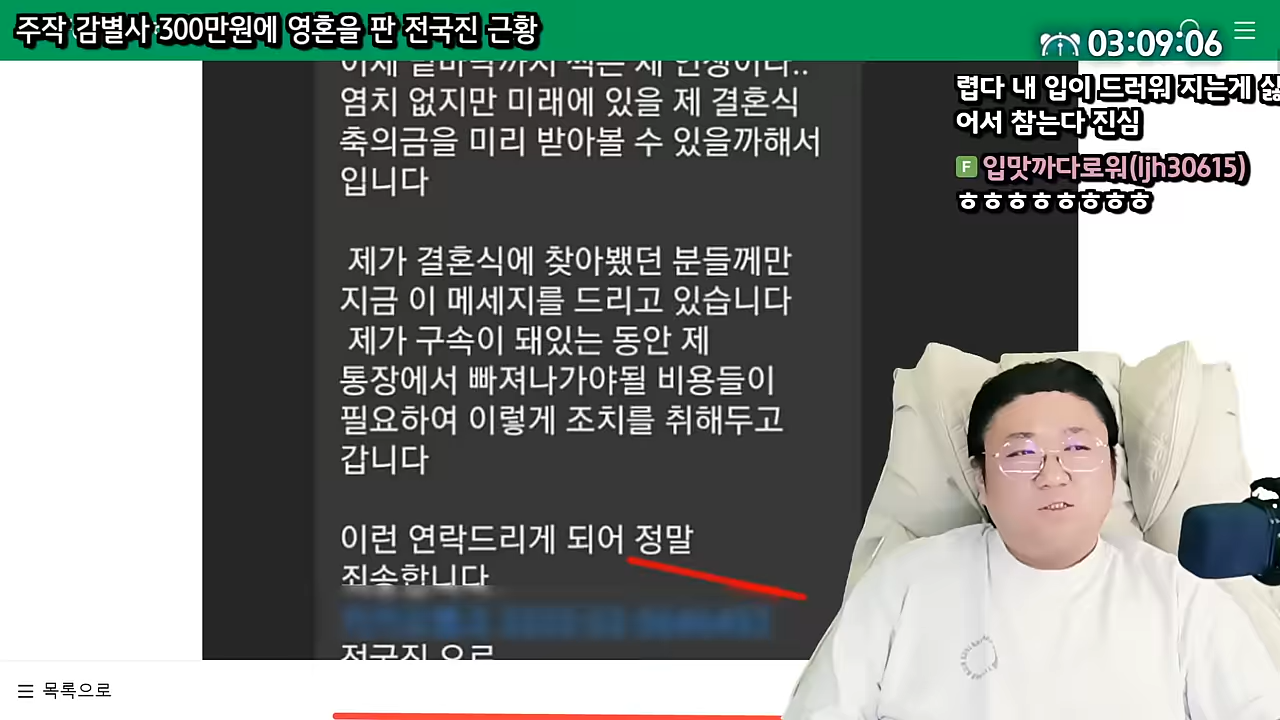 주작 감별사 300만원에 영혼을 판 전국진 근황
03:09:06
렵다 내 입이 드러워 지는게 싫
어서 참는다 진심
F 입맛까다로워(ljh30615)
ㅎㅎㅎㅎㅎㅎㅎㅎ
염치 없지만 미래에 있을 제 결혼식
축의금을 미리 받아볼 수 있을까해서
입니다
제가 결혼식에 찾아뵀던 분들께만
지금 이 메세지를 드리고 있습니다
제가 구속이 돼있는 동안 제
통장에서 빠져나가야될 비용들이
필요하여 이렇게 조치를 취해두고
갑니다
이런 연락드리게 되어 정말
죄송합니다
전국진 으로
목록으로